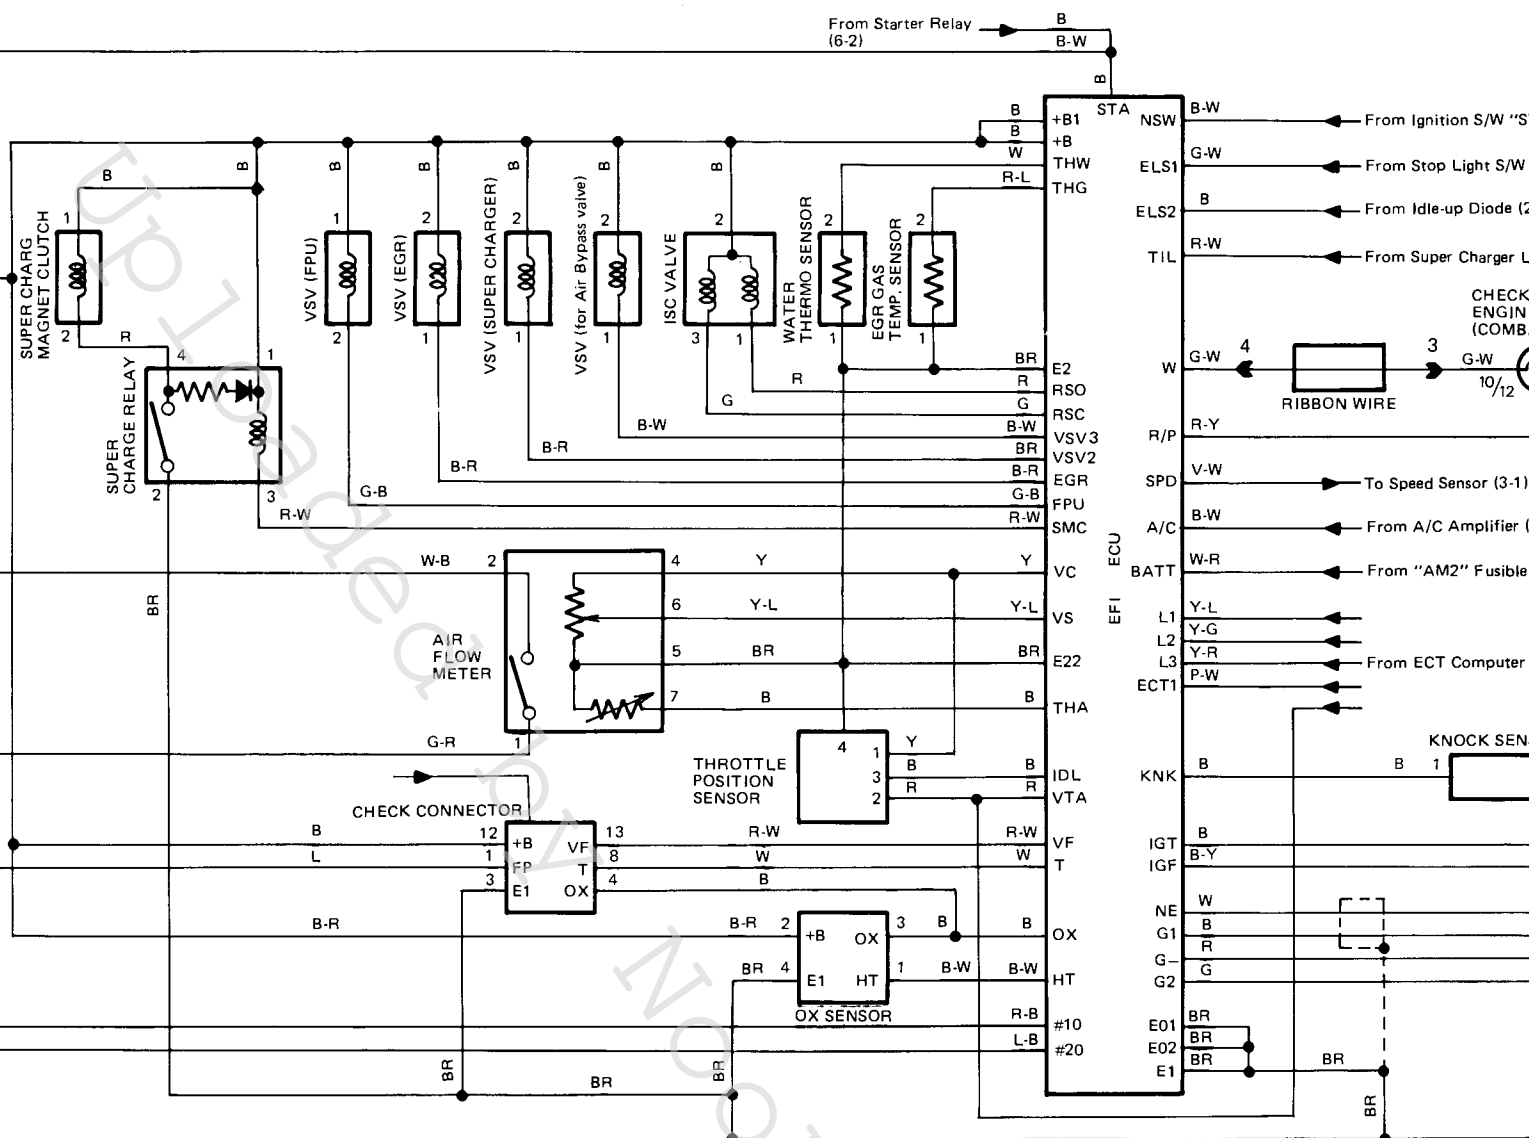 From Starter Relay
(6-2)
B
B-W
B
STA
B
+B1
B
+B
W
THW
R-L
THG
NSW
B-W
From Ignition S/W "S
ELS1
G-W
From Stop Light S/W
ELS2
B
From Idle-up Diode (2
TIL
R-W
From Super Charger L
CHECK
ENGIN
(COMB.
W
G-W
4
3
G-W
10/12
RIBBON WIRE
B
B
B
B
B
B
B
B
1
SUPER CHARG
MAGNET CLUTCH
2
R
1
VSV (FPU)
2
2
VSV (EGR)
1
2
VSV (SUPER CHARGER)
1
2
VSV (for Air Bypass valve)
1
2
ISC VALVE
3
1
2
WATER
THERMO SENSOR
1
2
EGR GAS
TEMP. SENSOR
1
4
1
SUPER
CHARGE RELAY
2
3
BR
E2
R
R
RSO
G
G
RSC
B-W
B-W
VSV3
B-R
BR
VSV2
B-R
B-R
EGR
G-B
G-B
FPU
R-W
R-W
SMC
R/P
R-Y
SPD
V-W
To Speed Sensor (3-1)
A/C
B-W
From A/C Amplifier (
BATT
W-R
From "AM2" Fusible
EFI ECU
L1
Y-L
L2
Y-G
L3
Y-R
From ECT Computer
ECT1
P-W
W-B
2
4
Y
Y
VC
6
Y-L
Y-L
VS
AIR
FLOW
METER
5
BR
BR
E22
7
B
B
THA
BR
G-R
1
THROTTLE
POSITION
SENSOR
4
1
Y
3
B
B
IDL
2
R
R
VTA
KNOCK SEN
KNK
B
B
1
CHECK CONNECTOR
B
12
+B
VF
13
R-W
R-W
VF
L
1
FP
T
8
W
W
T
3
E1
OX
4
B
IGT
B
IGF
B-Y
B-R
B-R
2
+B
OX
3
B
B
OX
BR
4
E1
HT
1
B-W
B-W
HT
OX SENSOR
NE
W
G1
B
G−
R
G2
G
R-B
#10
L-B
#20
E01
BR
E02
BR
E1
BR
BR
BR
BR
BR
BR
Uploaded by